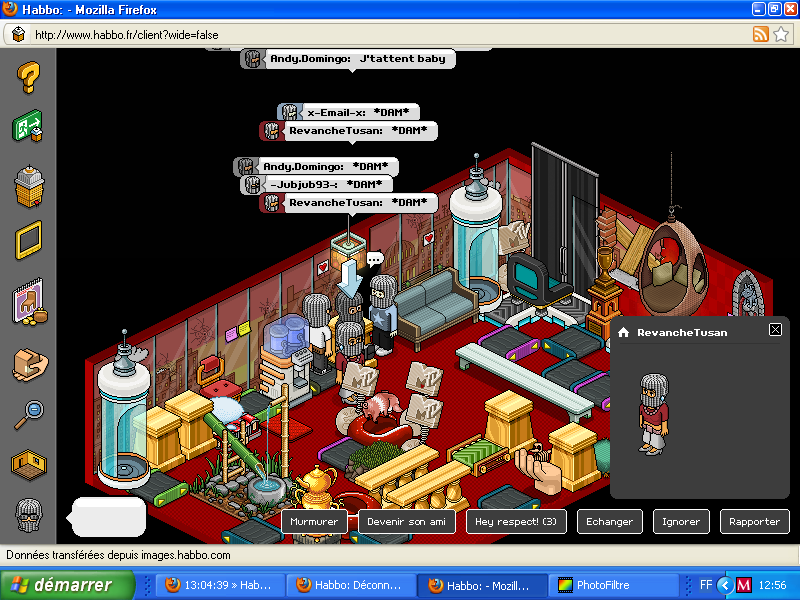 Habbo: - Mozilla Firefox
http://www.habbo.fr/client?wide=false
Andy.Domingo: J'tattent baby
x-Email-x: *DAM*
RevancheTusan: *DAM*
Andy.Domingo: *DAM*
-Jubjub93-: *DAM*
RevancheTusan: *DAM*
RevancheTusan
Murmurer
Devenir son ami
Hey respect! (3)
Echanger
Ignorer
Rapporter
Données transférées depuis images.habbo.com
démarrer
13:04:39 » Hab...
Habbo: Déconn...
Habbo: - Mozill...
PhotoFiltre
FF
12:56